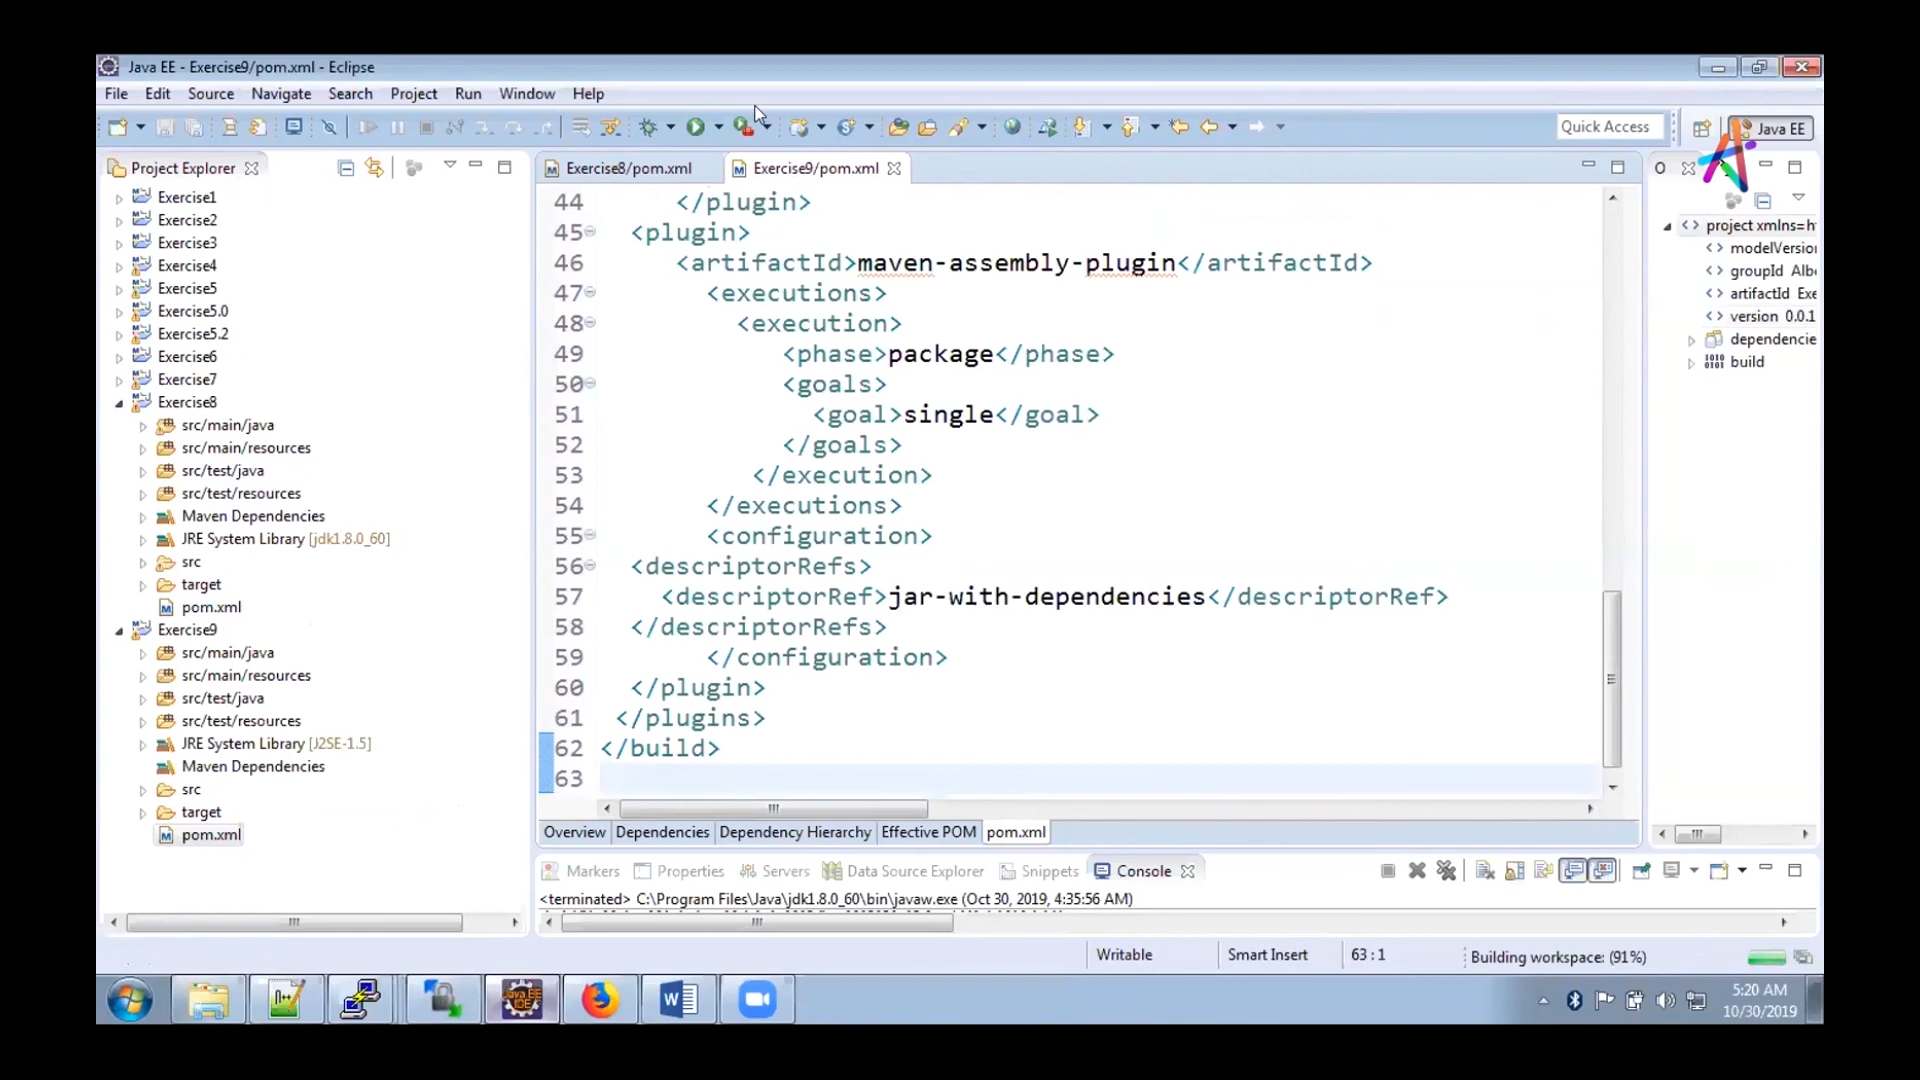 Java EE - Exercise9/pom.xml - Eclipse
File Edit Source Navigate Search Project Run Window Help
Quick Access
Java EE
Project Explorer
Exercise1
Exercise2
Exercise3
Exercise4
Exercise5
Exercise5.0
Exercise5.2
Exercise6
Exercise7
Exercise8
src/main/java
src/main/resources
src/test/java
src/test/resources
Maven Dependencies
JRE System Library [jdk1.8.0_60]
src
target
pom.xml
Exercise9
src/main/java
src/main/resources
src/test/java
src/test/resources
JRE System Library [J2SE-1.5]
Maven Dependencies
src
target
pom.xml
Exercise8/pom.xml
Exercise9/pom.xml
44 </plugin>
45 <plugin>
46 <artifactId>maven-assembly-plugin</artifactId>
47 <executions>
48 <execution>
49 <phase>package</phase>
50 <goals>
51 <goal>single</goal>
52 </goals>
53 </execution>
54 </executions>
55 <configuration>
56 <descriptorRefs>
57 <descriptorRef>jar-with-dependencies</descriptorRef>
58 </descriptorRefs>
59 </configuration>
60 </plugin>
61 </plugins>
62 </build>
63
Overview Dependencies Dependency Hierarchy Effective POM pom.xml
O
project xmlns=ht
modelVersion
groupId Albe
artifactId Exe
version 0.0.1
dependencie
build
Markers Properties Servers Data Source Explorer Snippets Console
<terminated> C:\Program Files\Java\jdk1.8.0_60\bin\javaw.exe (Oct 30, 2019, 4:35:56 AM)
Writable Smart Insert 63 : 1 Building workspace: (91%)
5:20 AM
10/30/2019